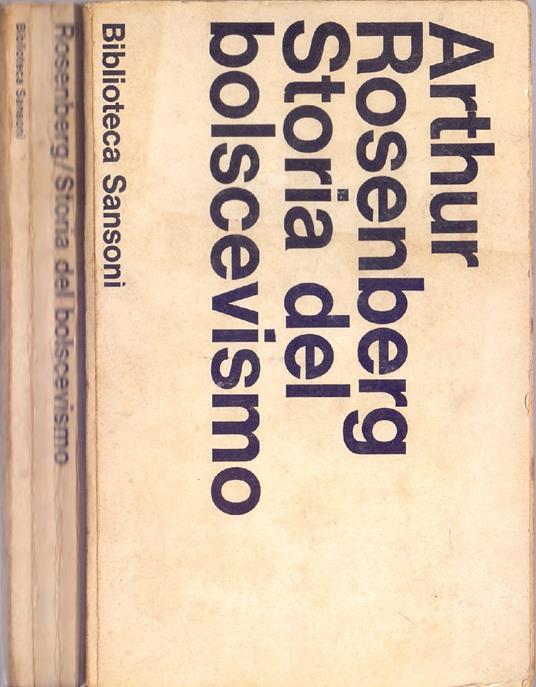 Arthur
Rosenberg
Storia del
bolscevismo
Biblioteca Sansoni
Rosenberg/Storia del bolscevismo
Biblioteca Sansoni